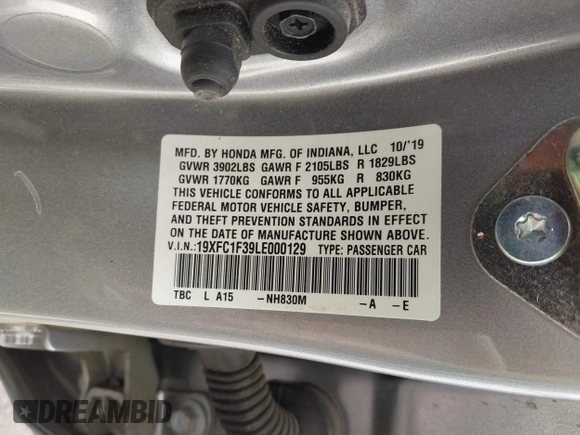 MFD. BY HONDA MFG. OF INDIANA, LLC 10/'19
GVWR 3902LBS GAWR F 2105LBS R 1829LBS
GVWR 1770KG GAWR F 955KG R 830KG
THIS VEHICLE CONFORMS TO ALL APPLICABLE
FEDERAL MOTOR VEHICLE SAFETY, BUMPER,
AND THEFT PREVENTION STANDARDS IN EFFECT
ON THE DATE OF MANUFACTURE SHOWN ABOVE.
V.I.N.:19XFC1F39LE000129 TYPE: PASSENGER CAR
TBC L A15 -NH830M -A -E
DREAMBID